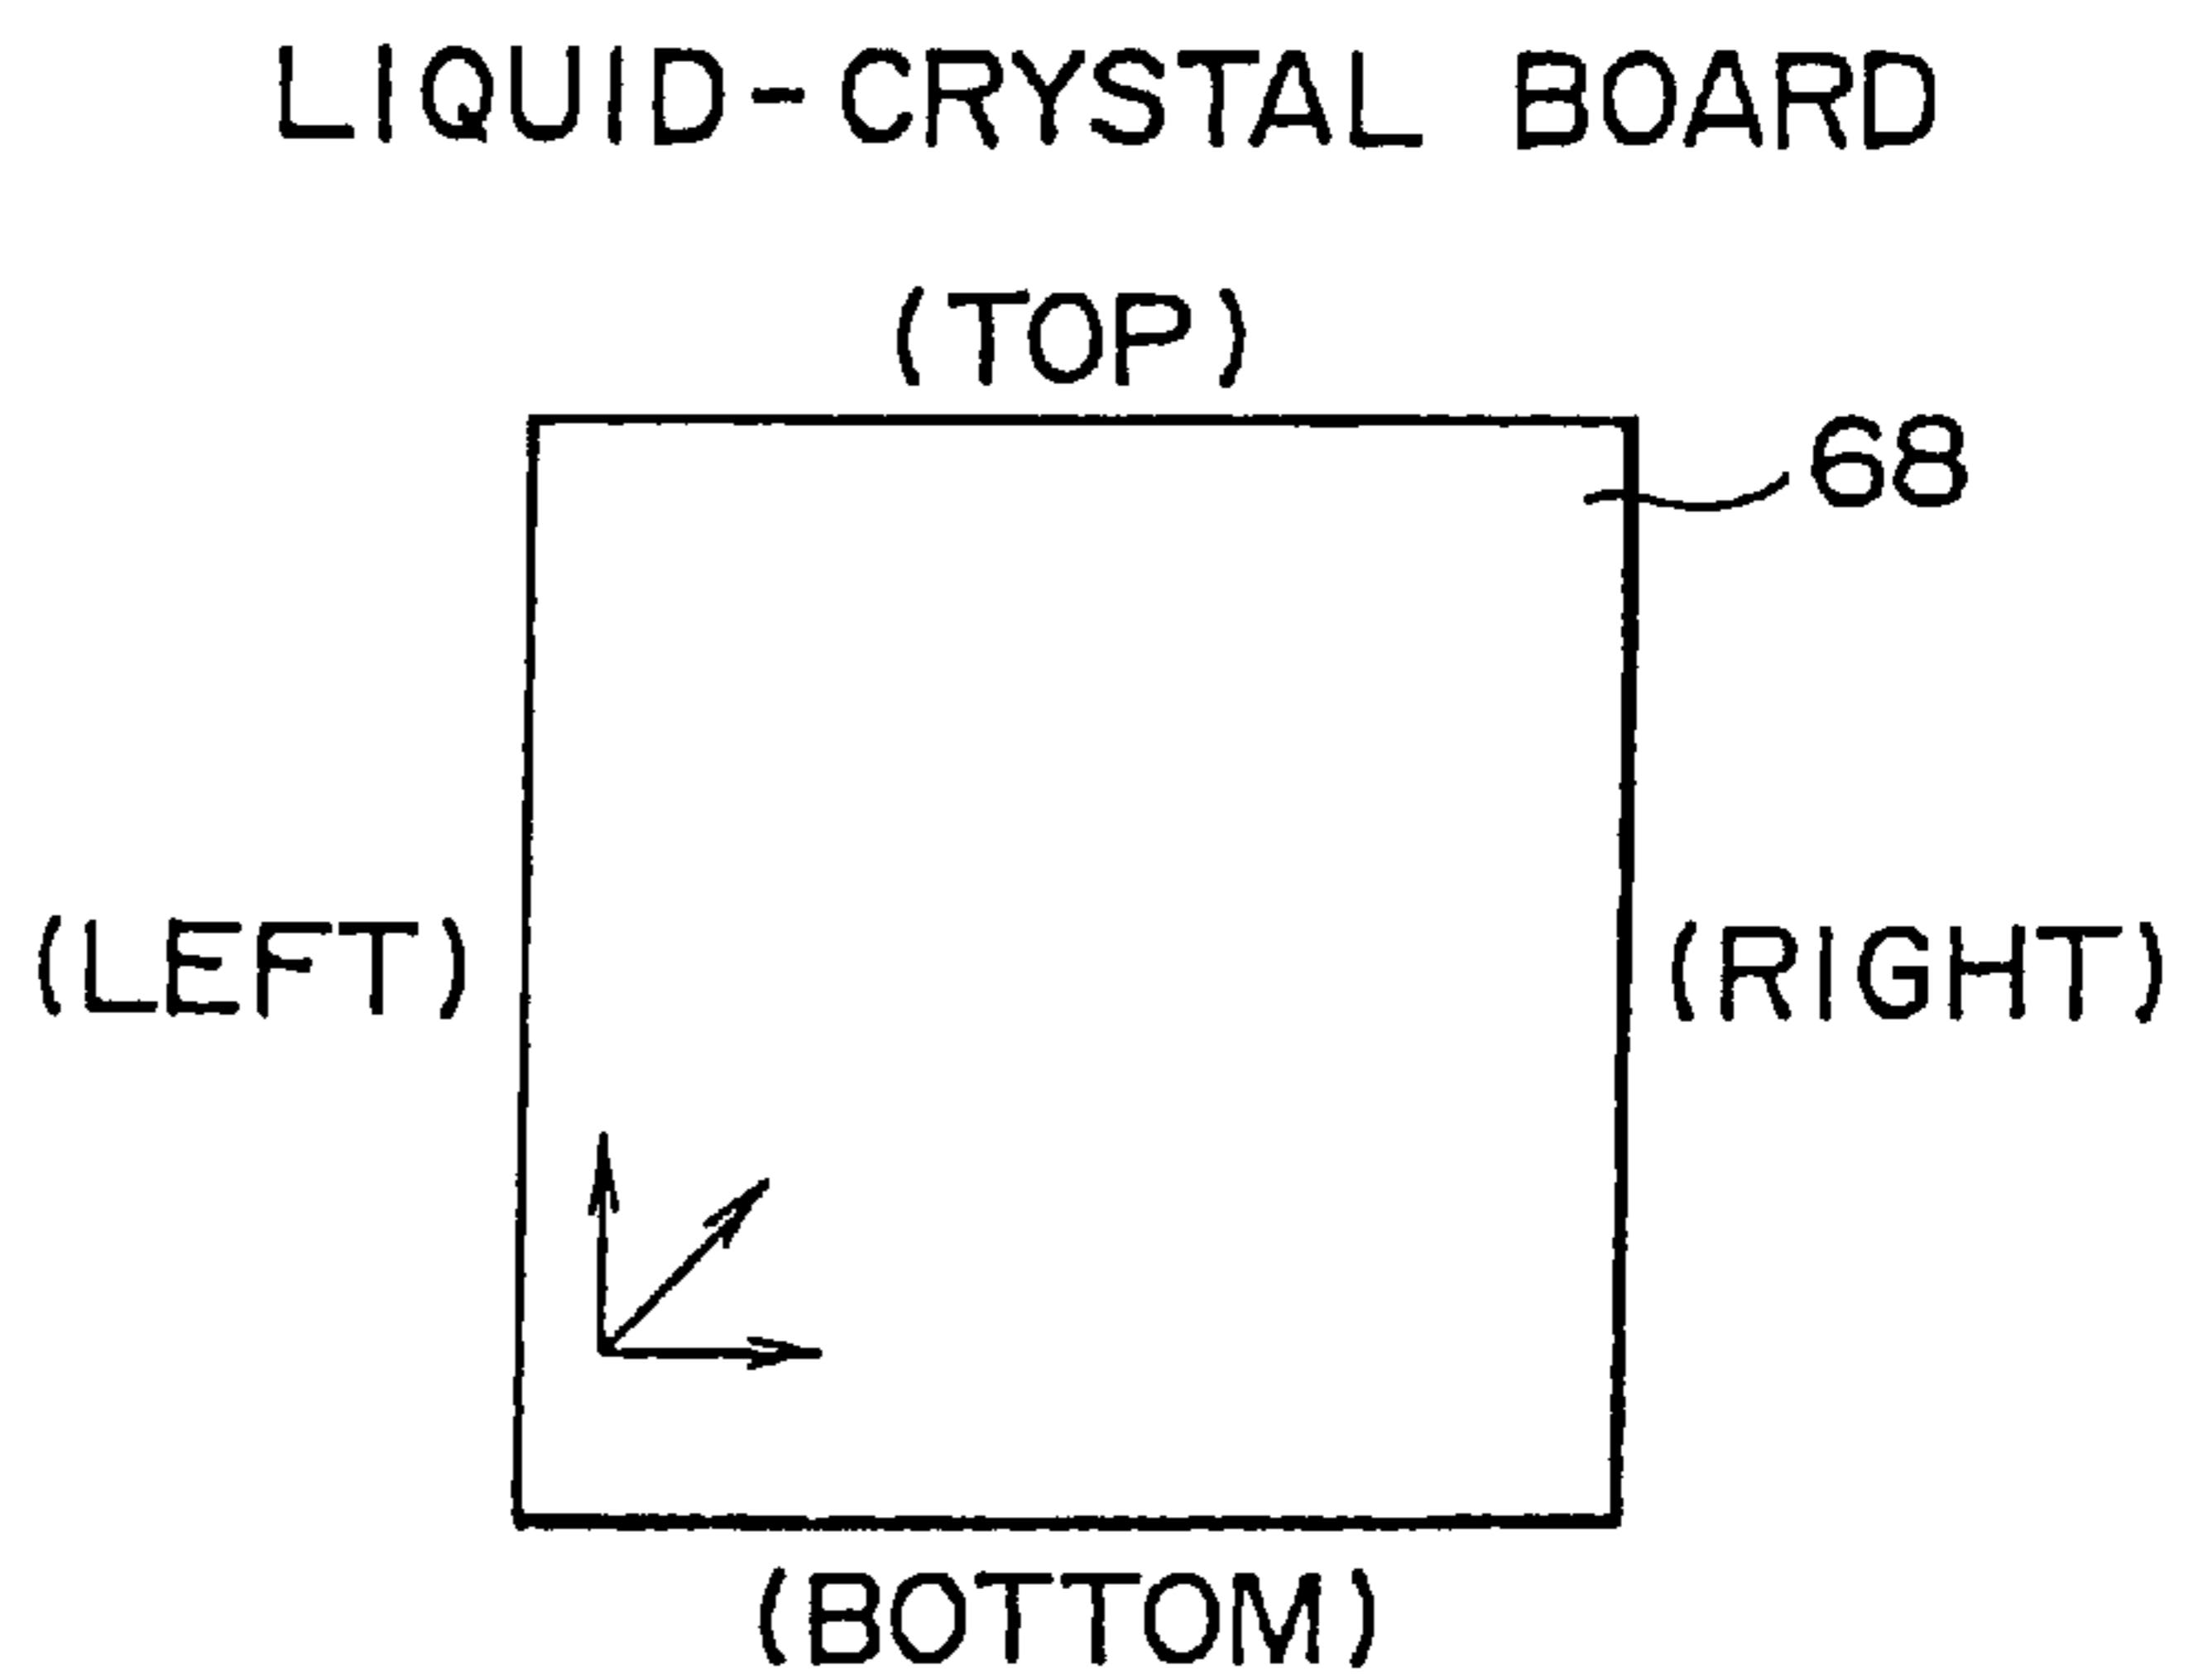 LIQUID-CRYSTAL BOARD
(TOP)
68
(LEFT)
(RIGHT)
(BOTTOM)